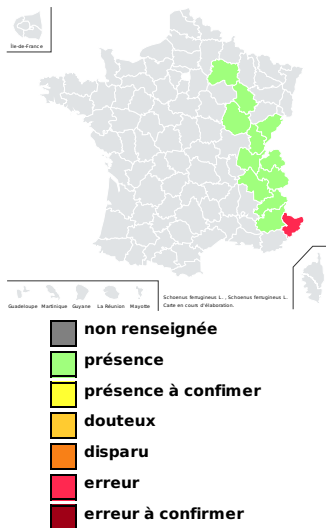 Île-de-France
Guadeloupe Martinique Guyane La Réunion Mayotte
Schoenus ferrugineus L. , Schoenus ferrugineus L.
Carte en cours d'élaboration.
non renseignée
présence
présence à confimer
douteux
disparu
erreur
erreur à confirmer